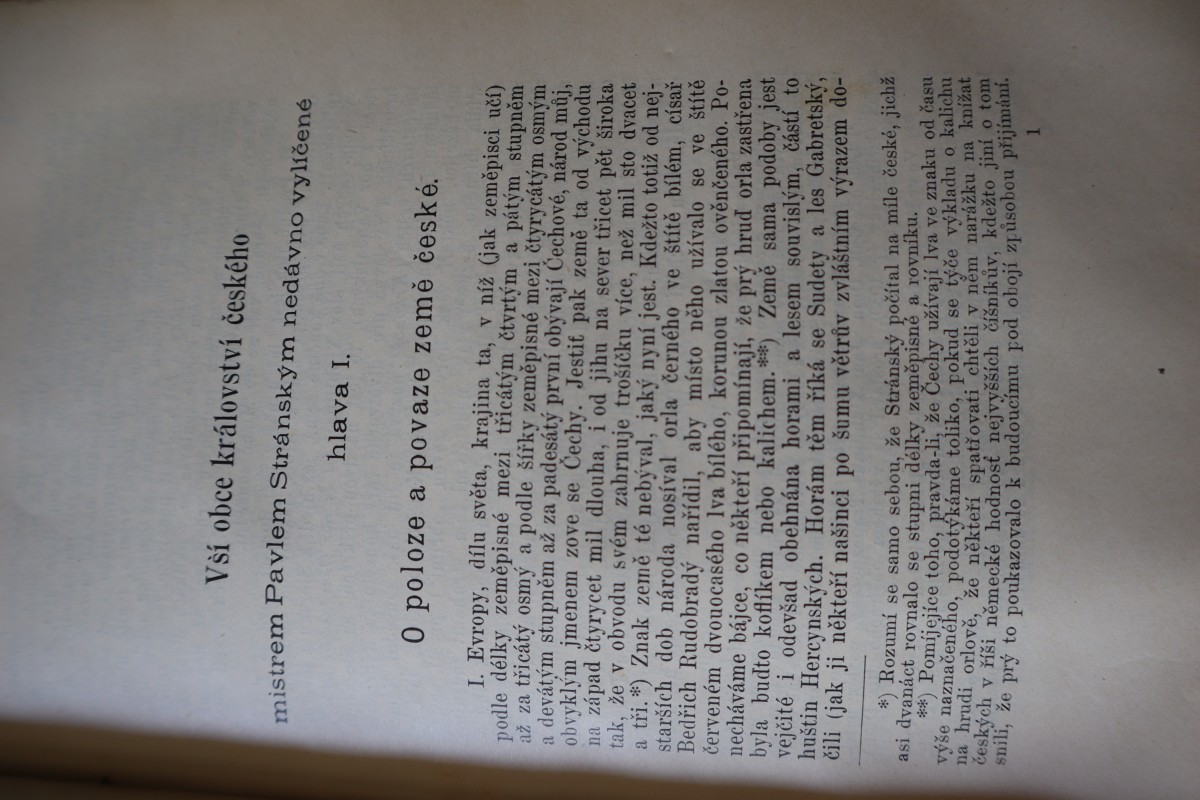 Vší obce království českého
mistrem Pavlem Stránským nedávno vylíčené
hlava I.
O poloze a povaze země české.
I. Evropy, dílu světa, krajina ta, v níž (jak zeměpisci učí)
podle délky zeměpisné mezi třicátým čtvrtým a pátým stupném
až za třicátý osmý a podle šířky zeměpisné mezi čtyrycátým osmým
a devátým stupném až za padesátý první obývají Čechové, národ můj,
obvyklým jmenem zove se Čechy. Jestiť pak země ta od východu
na západ čtyrycet mil dlouha, i od jihu na sever třicet pět široka
tak, že v obvodu svém zahrnuje trošíčku více, než mil sto dvacet
a tři.*) Znak země té nebýval, jaký nyní jest. Kdežto totiž od nej-
starších dob národa nosíval orla černého ve štítě bílém, císař
Bedřich Rudobradý nařídil, aby místo něho užívalo se ve štítě
červeném dvouocasého lva bílého, korunou zlatou ověnčeného. Po-
necháváme bájce, co někteří připomínají, že prý hruď orla zastřena
byla buďto koflíkem nebo kalichem.**) Země sama podoby jest
vejčité i odevšad obehnána horami a lesem souvislým, částí to
huštin Hercynských. Horám těm říká se Sudety a les Gabretský,
čili (jak ji někteří našinci po šumu větrův zvláštním výrazem do-
*) Rozumí se samo sebou, že Stránský počítal na míle české, jichž
asi dvanáct rovnalo se stupni délky zeměpisné a rovníku.
**) Pomíjejíce toho, pravda-li, že Čechy užívají lva ve znaku od času
výše naznačeného, podotýkáme toliko, pokud se týče výkladu o kalichu
na hrudi orlově, že někteří spatřovati chtěli v něm narážku na knížat
českých v říši německé hodnosť nejvyšších číšníkův, kdežto jiní o tom
snili, že prý to poukazovalo k budoucímu pod obojí způsobou přijímání.
1